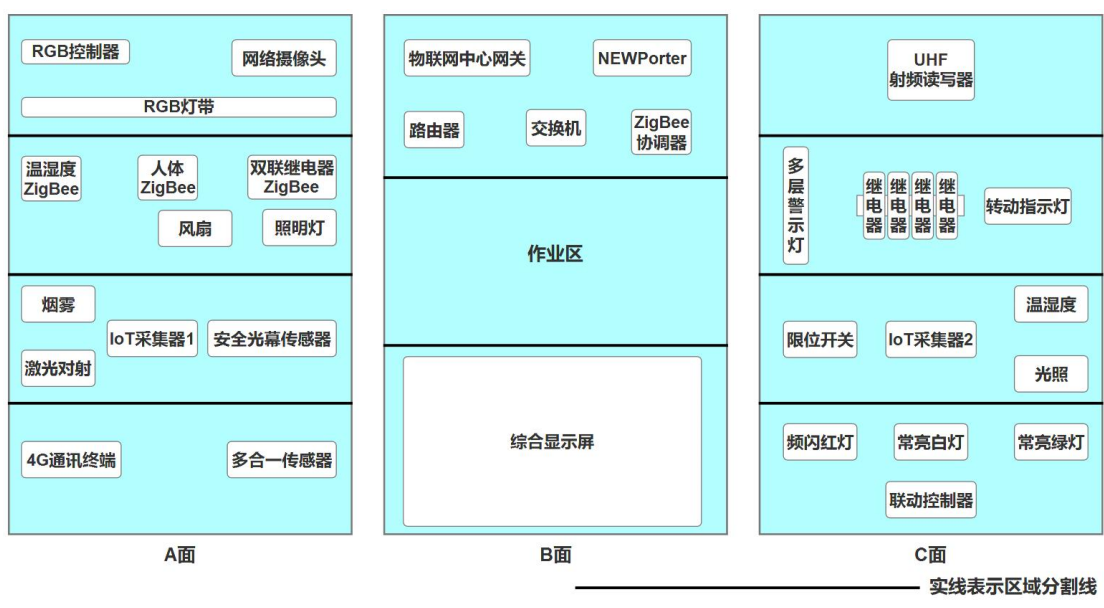 RGB控制器
网络摄像头
RGB灯带
温湿度
ZigBee
人体
ZigBee
双联继电器
ZigBee
风扇
照明灯
烟雾
IoT采集器1
安全光幕传感器
激光对射
4G通讯终端
多合一传感器
A面
物联网中心网关
NEWPorter
路由器
交换机
ZigBee
协调器
作业区
综合显示屏
B面
UHF
射频读写器
多层警示灯
继电器
继电器
继电器
继电器
转动指示灯
温湿度
限位开关
IoT采集器2
光照
频闪红灯
常亮白灯
常亮绿灯
联动控制器
C面
实线表示区域分割线